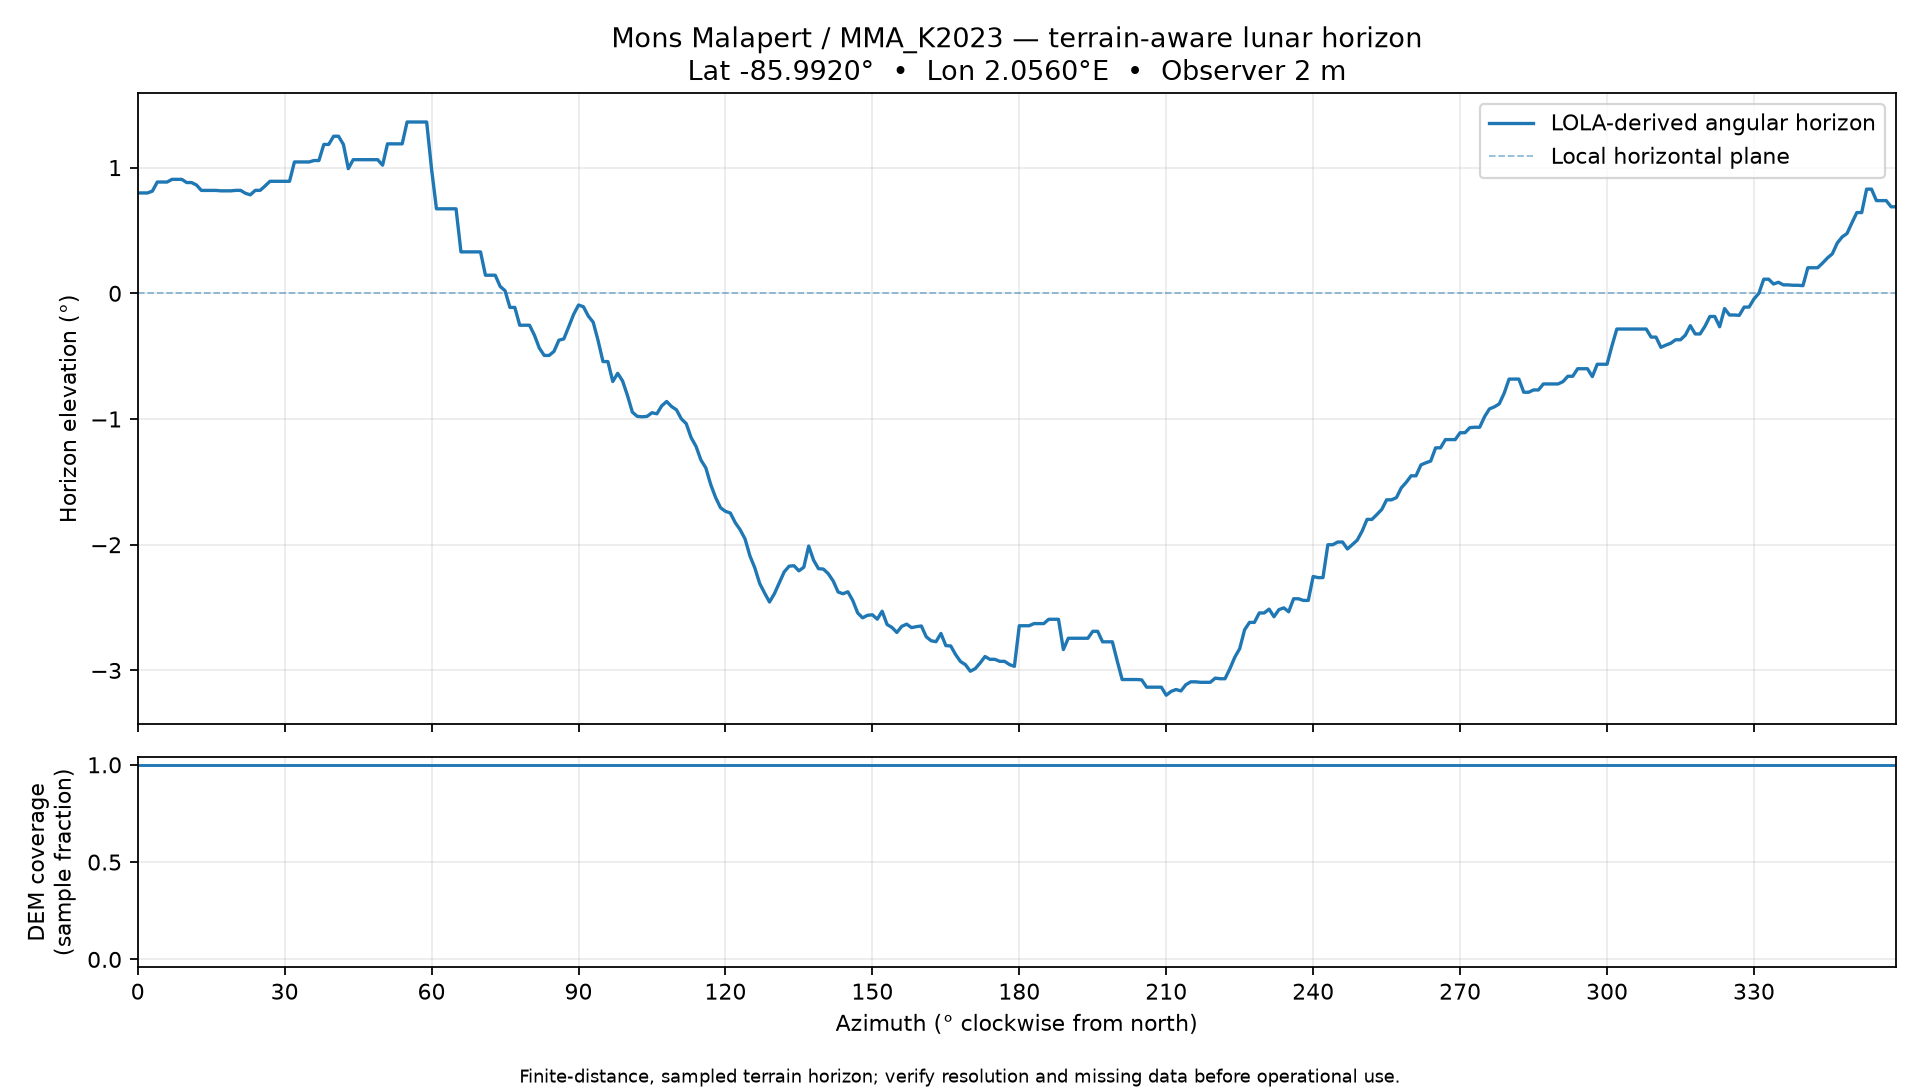 Mons Malapert / MMA_K2023 — terrain-aware lunar horizon
Lat -85.9920° • Lon 2.0560°E • Observer 2 m
LOLA-derived angular horizon
Local horizontal plane
Horizon elevation (°)
1
0
−1
−2
−3
DEM coverage
(sample fraction)
1.0
0.5
0.0
0 30 60 90 120 150 180 210 240 270 300 330
Azimuth (° clockwise from north)
Finite-distance, sampled terrain horizon; verify resolution and missing data before operational use.